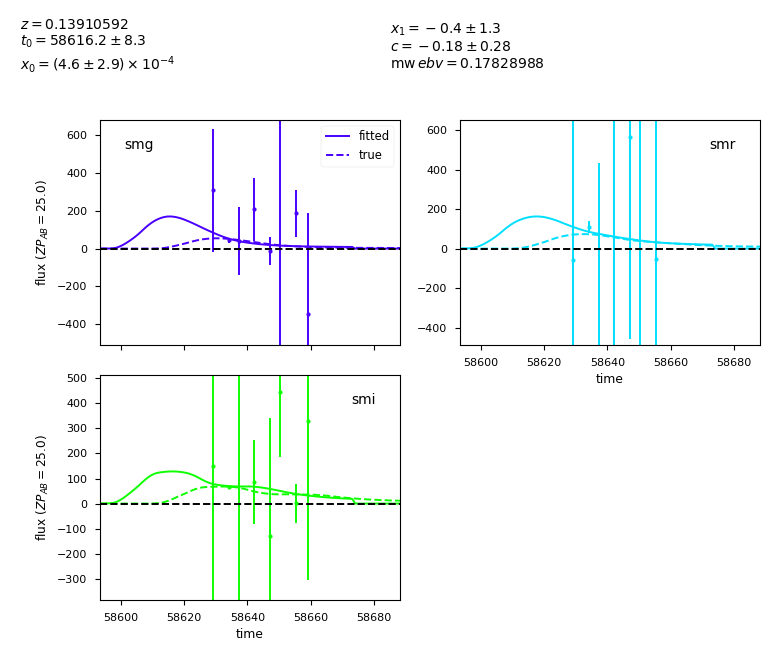 z = 0.13910592
t₀ = 58616.2 ± 8.3
x₀ = (4.6 ± 2.9) × 10⁻⁴
x₁ = −0.4 ± 1.3
c = −0.18 ± 0.28
mw ebv = 0.17828988
smg
fitted
true
600
400
200
0
−200
−400
flux (ZP_AB = 25.0)
smr
600
400
200
0
−200
−400
58600 58620 58640 58660 58680
time
smi
500
400
300
200
100
0
−100
−200
−300
flux (ZP_AB = 25.0)
58600 58620 58640 58660 58680
time